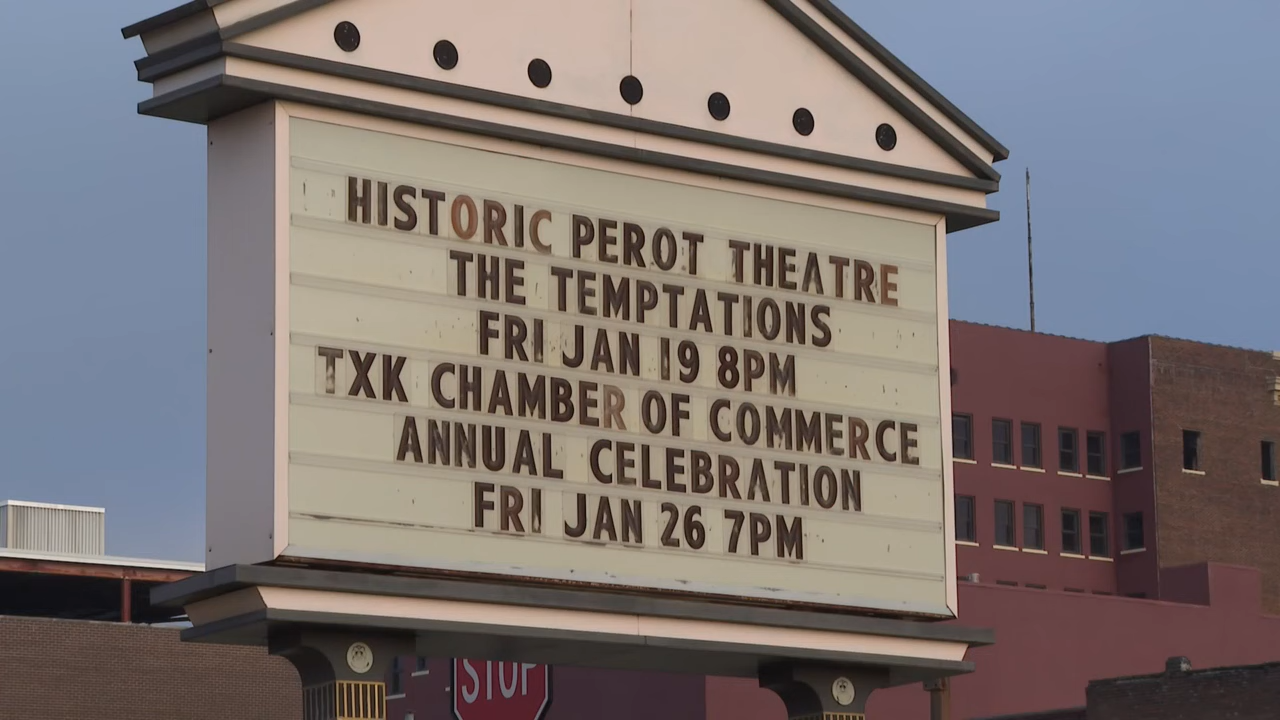 HISTORIC PEROT THEATRE
THE TEMPTATIONS
FRI JAN 19 8PM
TXK CHAMBER OF COMMERCE
ANNUAL CELEBRATION
FRI JAN 26 7PM
STOP